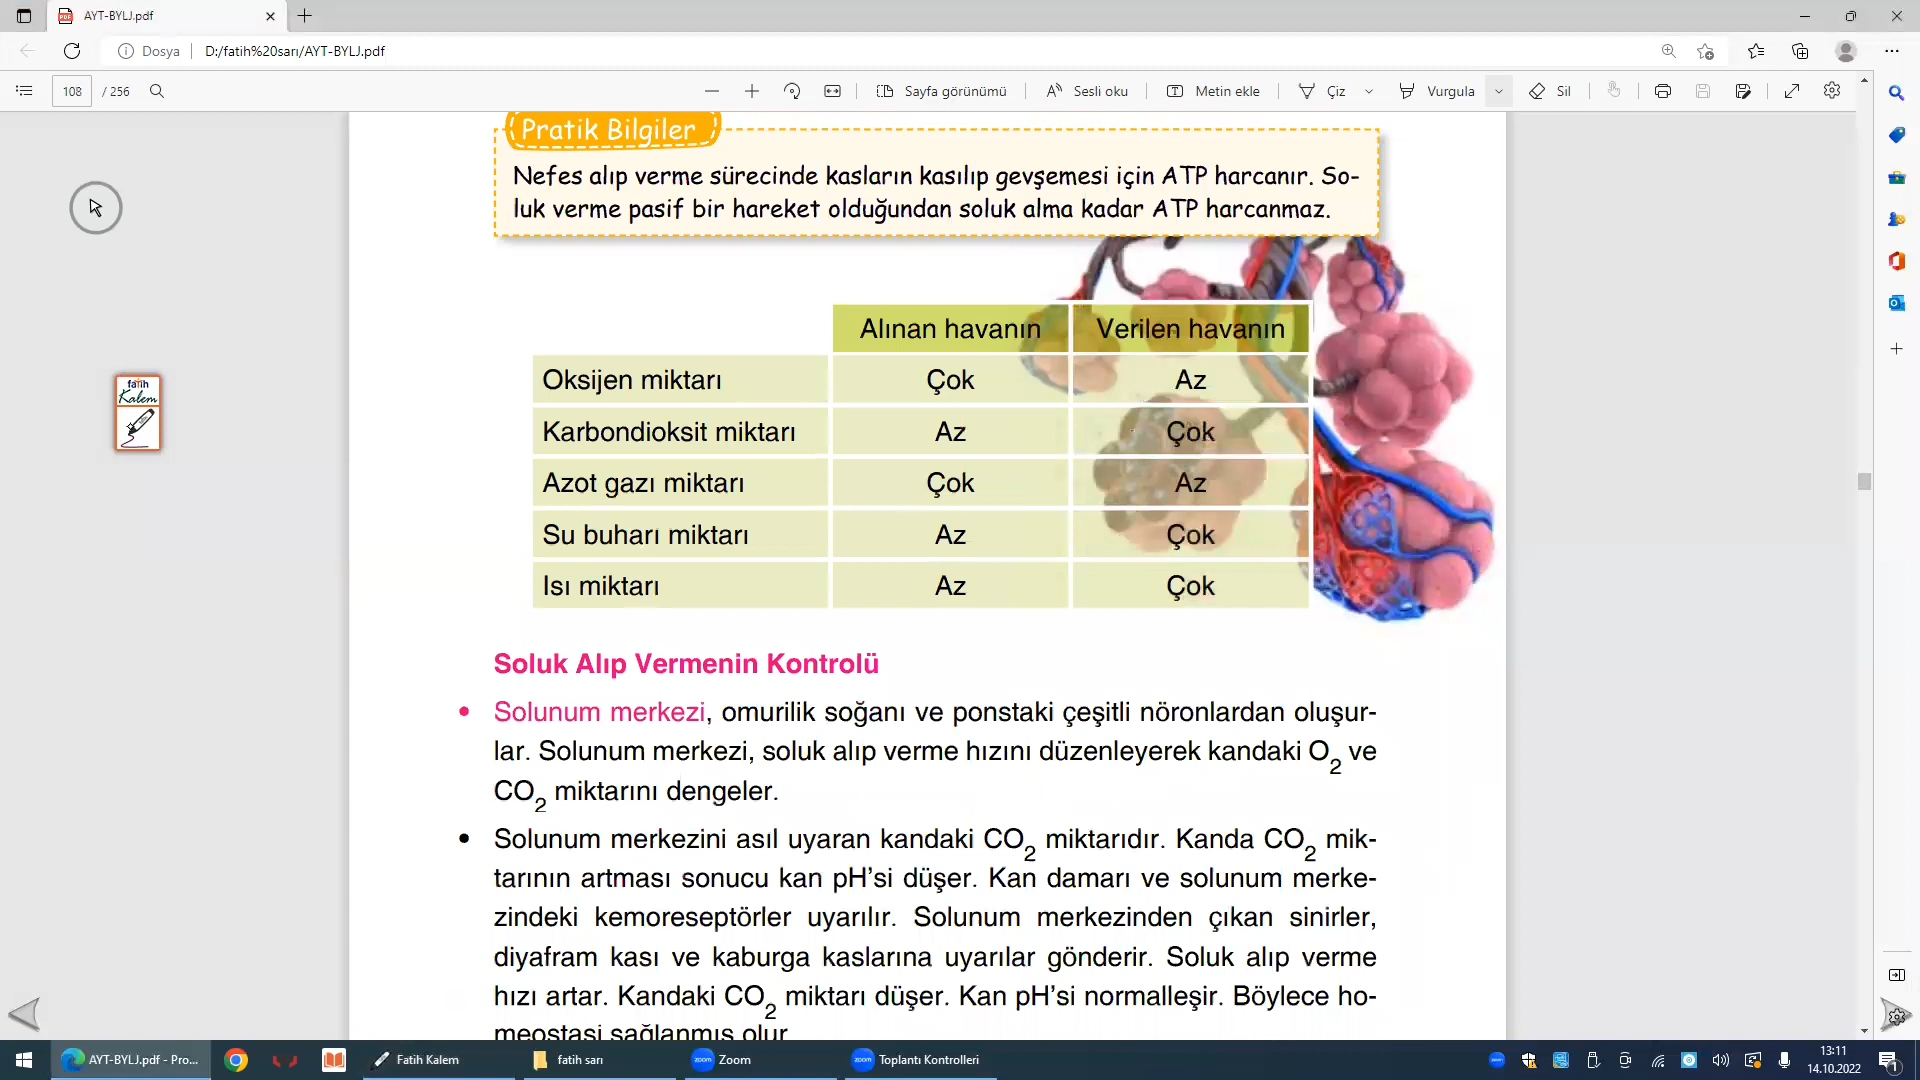 AYT-BYLJ.pdf
Dosya
D:/fatih%20sarı/AYT-BYLJ.pdf
108 / 256
Sayfa görünümü
Sesli oku
Metin ekle
Çiz
Vurgula
Sil
Pratik Bilgiler
Nefes alıp verme sürecinde kasların kasılıp gevşemesi için ATP harcanır. So-
luk verme pasif bir hareket olduğundan soluk alma kadar ATP harcanmaz.
Alınan havanın Verilen havanın
Oksijen miktarı Çok Az
Karbondioksit miktarı Az Çok
Azot gazı miktarı Çok Az
Su buharı miktarı Az Çok
Isı miktarı Az Çok
fatih
Kalem
Soluk Alıp Vermenin Kontrolü
• Solunum merkezi, omurilik soğanı ve ponstaki çeşitli nöronlardan oluşur-
lar. Solunum merkezi, soluk alıp verme hızını düzenleyerek kandaki O2 ve
CO2 miktarını dengeler.
• Solunum merkezini asıl uyaran kandaki CO2 miktarıdır. Kanda CO2 mik-
tarının artması sonucu kan pH’si düşer. Kan damarı ve solunum merke-
zindeki kemoreseptörler uyarılır. Solunum merkezinden çıkan sinirler,
diyafram kası ve kaburga kaslarına uyarılar gönderir. Soluk alıp verme
hızı artar. Kandaki CO2 miktarı düşer. Kan pH’si normalleşir. Böylece ho-
meostasi sağlanmış olur.
AYT-BYLJ.pdf - Pro...
Fatih Kalem
fatih sarı
zoom
Zoom
zoom
Toplantı Kontrolleri
13:11
14.10.2022
1